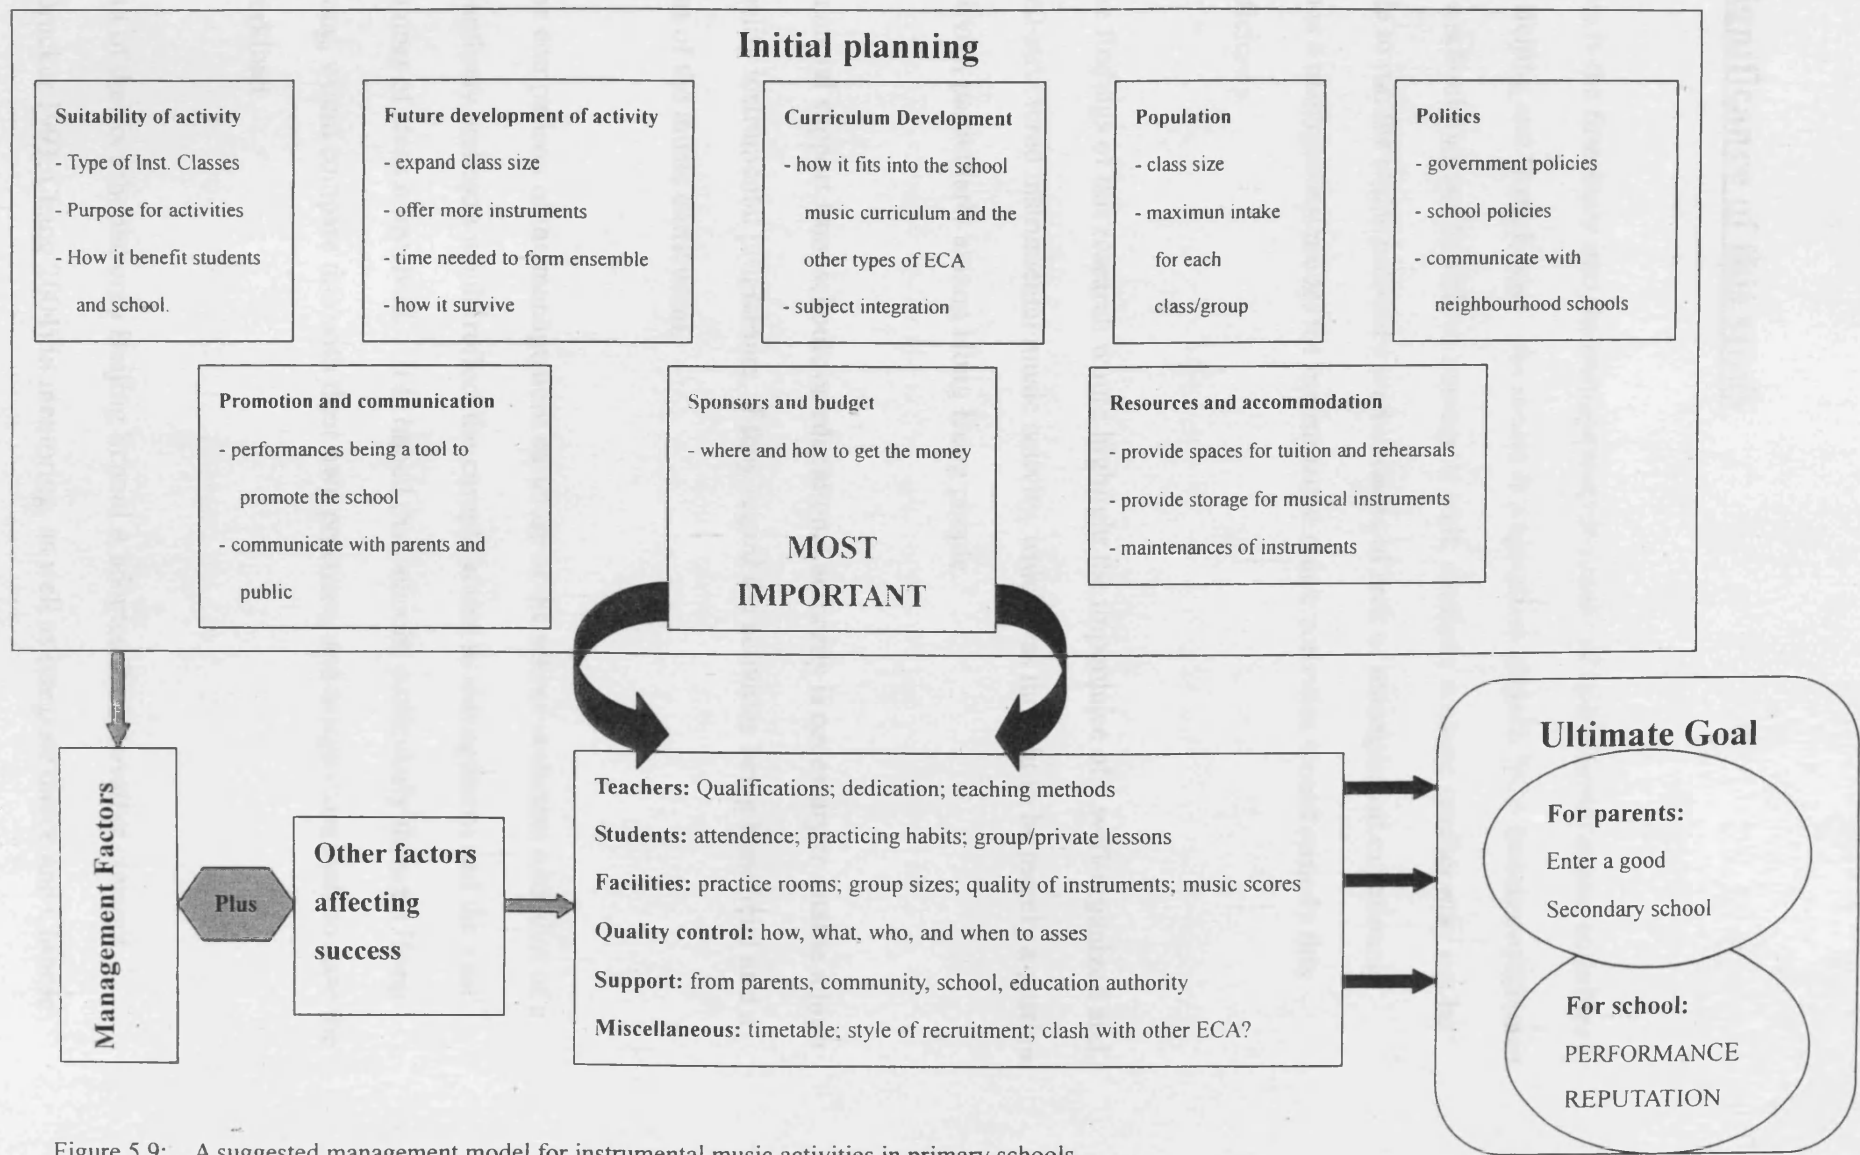 Initial planning
Suitability of activity
- Type of Inst. Classes
- Purpose for activities
- How it benefit students
and school.
Future development of activity
- expand class size
- offer more instruments
- time needed to form ensemble
- how it survive
Curriculum Development
- how it fits into the school
music curriculum and the
other types of ECA
- subject integration
Population
- class size
- maximun intake
for each
class/group
Politics
- government policies
- school policies
- communicate with
neighbourhood schools
Promotion and communication
- performances being a tool to
promote the school
- communicate with parents and
public
Sponsors and budget
- where and how to get the money
MOST
IMPORTANT
Resources and accommodation
- provide spaces for tuition and rehearsals
- provide storage for musical instruments
- maintenances of instruments
Management Factors
Plus
Other factors
affecting
success
Teachers: Qualifications; dedication; teaching methods
Students: attendence; practicing habits; group/private lessons
Facilities: practice rooms; group sizes; quality of instruments; music scores
Quality control: how, what, who, and when to asses
Support: from parents, community, school, education authority
Miscellaneous: timetable; style of recruitment; clash with other ECA?
Ultimate Goal
For parents:
Enter a good
Secondary school
For school:
PERFORMANCE
REPUTATION
Figure 5.9: A suggested management model for instrumental music activities in primary schools